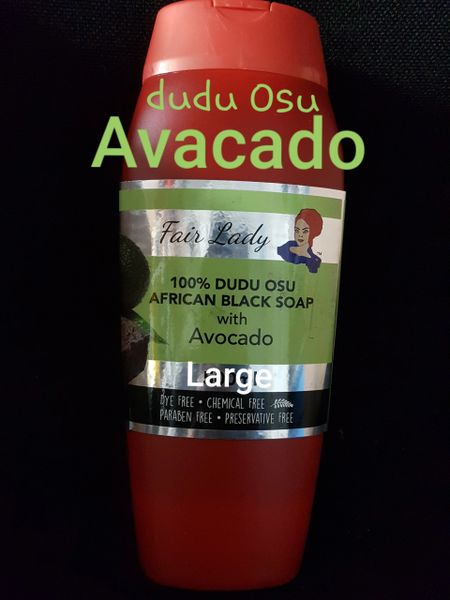 dudu Osu
Avacado
Fair Lady
100% DUDU OSU
AFRICAN BLACK SOAP
with
Avocado
Large
DYE FREE • CHEMICAL FREE
PARABEN FREE • PRESERVATIVE FREE